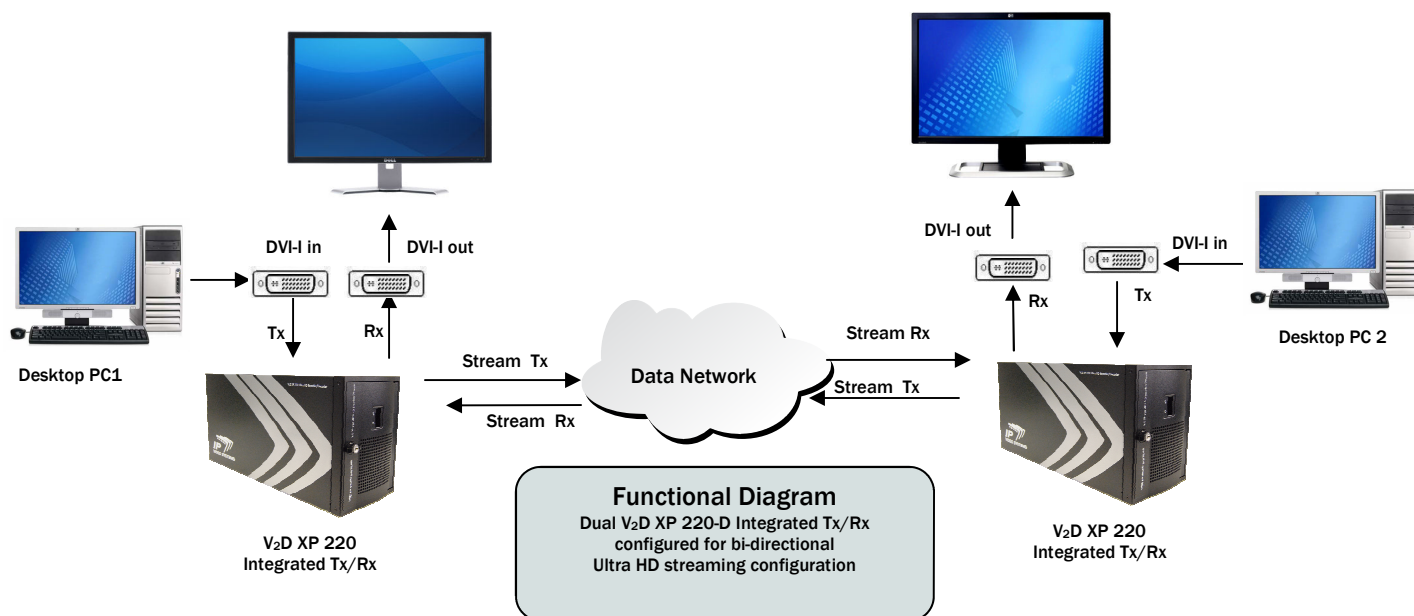 DVI-I in
DVI-I out
DVI-I out
DVI-I in
Tx
Rx
Rx
Tx
Desktop PC1
Desktop PC 2
Stream Tx
Stream Rx
Data Network
Stream Rx
Stream Tx
IP
V₂D XP 220
Integrated Tx/Rx
IP
V₂D XP 220
Integrated Tx/Rx
Functional Diagram
Dual V₂D XP 220-D Integrated Tx/Rx
configured for bi-directional
Ultra HD streaming configuration